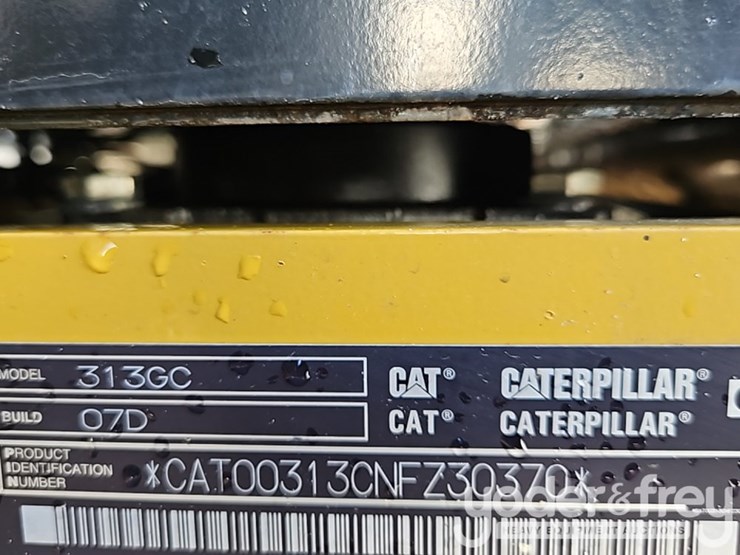 MODEL 313GC CAT® CATERPILLAR®
BUILD 07D CAT® CATERPILLAR®
PRODUCT
IDENTIFICATION *CAT00313CNFZ30370*
NUMBER
yoder&frey